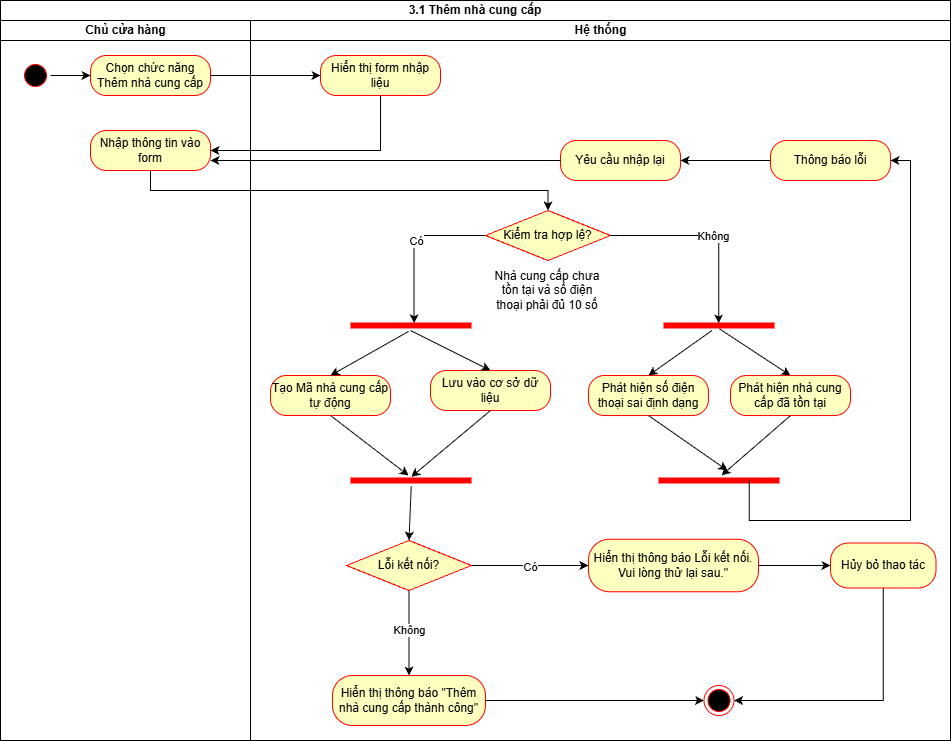 3.1 Thêm nhà cung cấp
Chủ cửa hàng
Hệ thống
Chọn chức năng
Thêm nhà cung cấp
Hiển thị form nhập
liệu
Nhập thông tin vào
form
Yêu cầu nhập lại
Thông báo lỗi
Kiểm tra hợp lệ?
Có
Không
Nhà cung cấp chưa
tồn tại và số điện
thoại phải đủ 10 số
Tạo Mã nhà cung cấp
tự động
Lưu vào cơ sở dữ
liệu
Phát hiện số điện
thoại sai định dạng
Phát hiện nhà cung
cấp đã tồn tại
Lỗi kết nối?
Có
Hiển thị thông báo Lỗi kết nối.
Vui lòng thử lại sau."
Hủy bỏ thao tác
Không
Hiển thị thông báo "Thêm
nhà cung cấp thành công"